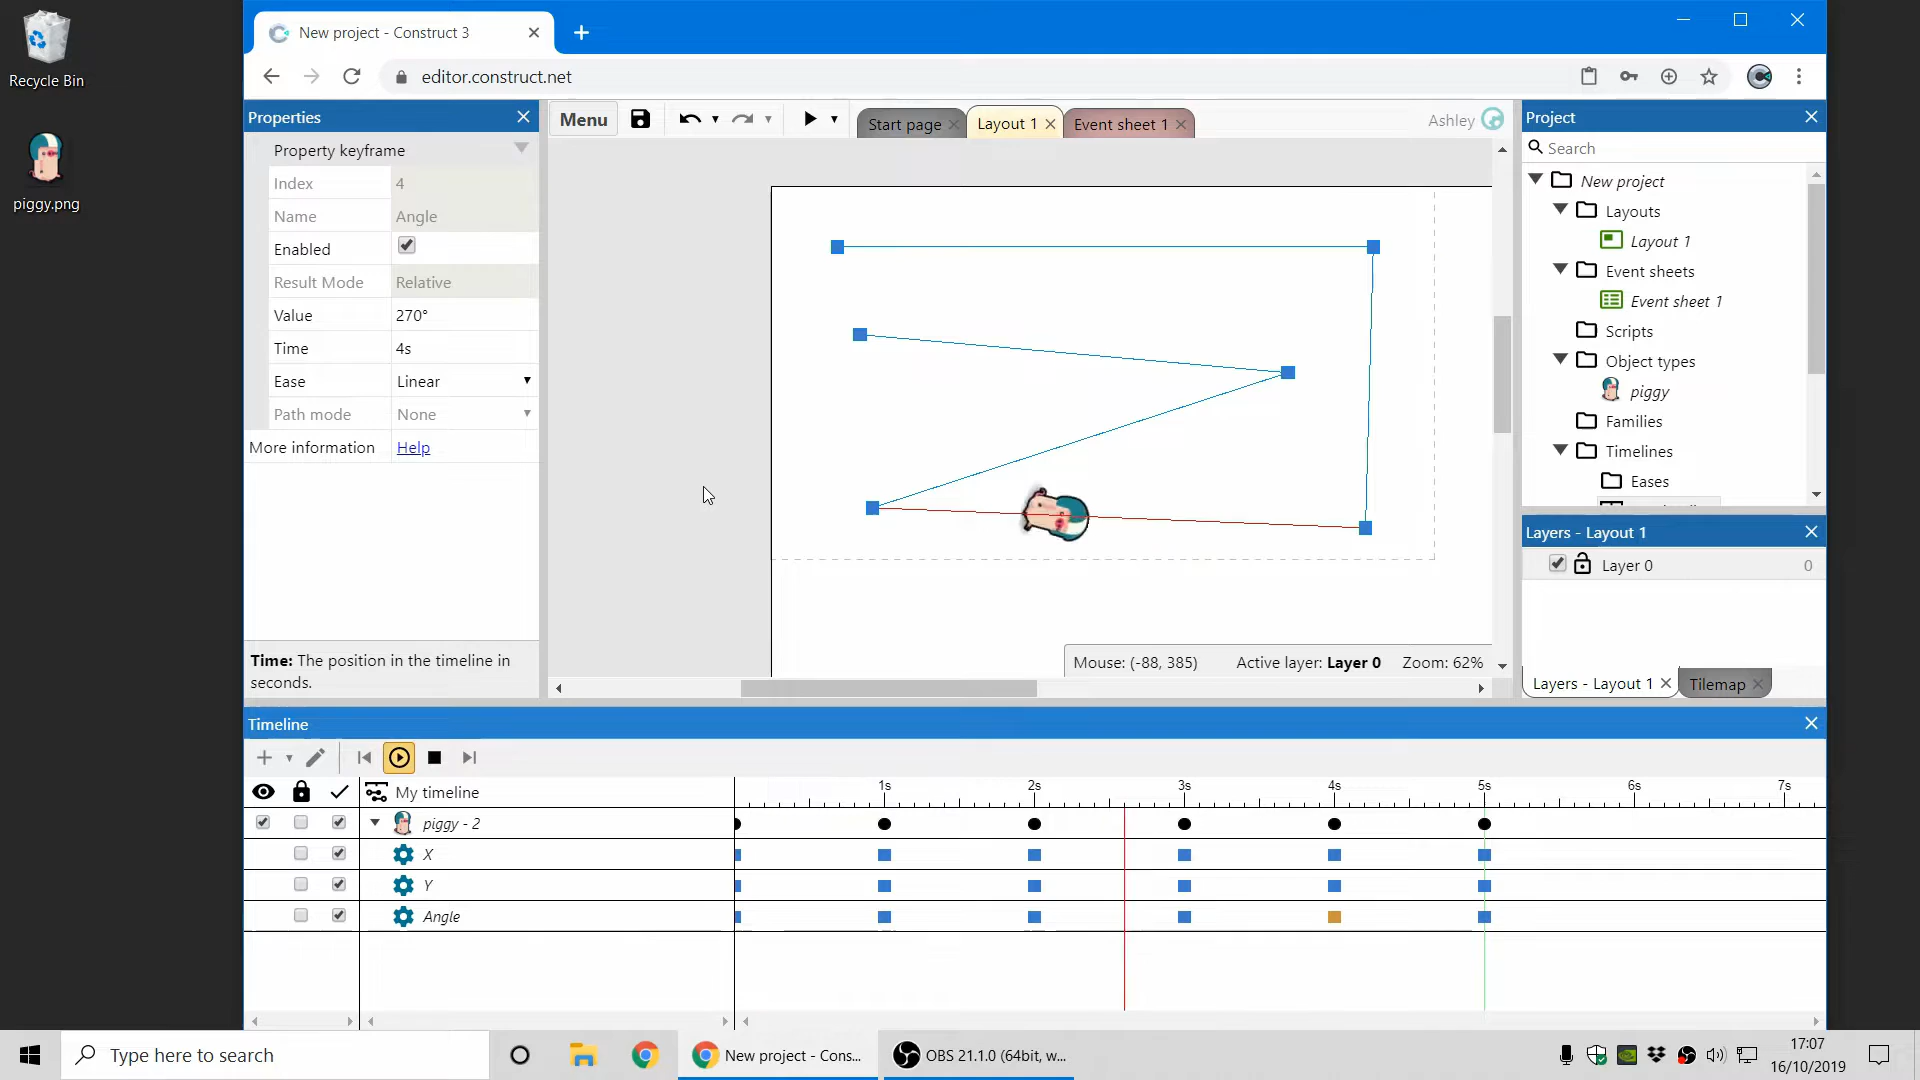 Recycle Bin
piggy.png
New project - Construct 3
editor.construct.net
Properties
Property keyframe
Index 4
Name Angle
Enabled
Result Mode Relative
Value 270°
Time 4s
Ease Linear
Path mode None
More information Help
Time: The position in the timeline in
seconds.
Menu
Start page
Layout 1
Event sheet 1
Ashley
Mouse: (-88, 385) Active layer: Layer 0 Zoom: 62%
Project
Search
New project
Layouts
Layout 1
Event sheets
Event sheet 1
Scripts
Object types
piggy
Families
Timelines
Eases
Layers - Layout 1
Layer 0 0
Layers - Layout 1
Tilemap
Timeline
My timeline
1s 2s 3s 4s 5s 6s 7s
piggy - 2
X
Y
Angle
Type here to search
New project - Cons...
OBS 21.1.0 (64bit, w...
17:07
16/10/2019